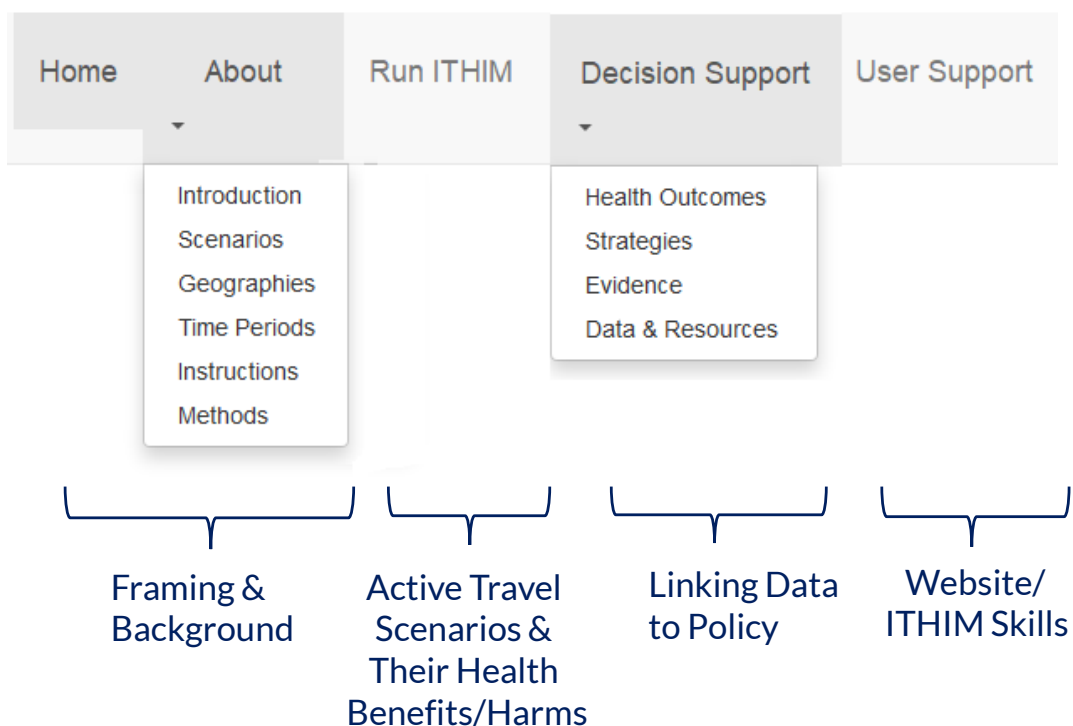 Home About Run ITHIM Decision Support User Support
Introduction
Scenarios
Geographies
Time Periods
Instructions
Methods
Health Outcomes
Strategies
Evidence
Data & Resources
Framing &
Background
Active Travel
Scenarios &
Their Health
Benefits/Harms
Linking Data
to Policy
Website/
ITHIM Skills